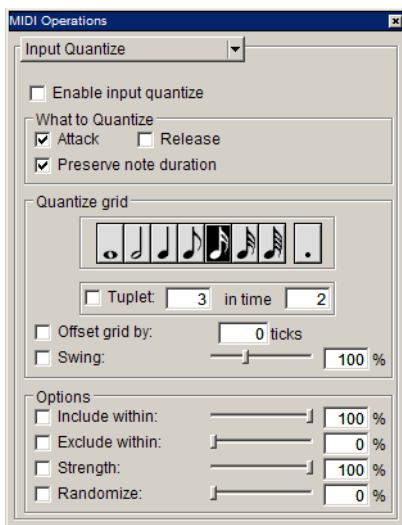 MIDI Operations
Input Quantize
Enable input quantize
What to Quantize
Attack Release
Preserve note duration
Quantize grid
Tuplet: 3 in time 2
Offset grid by: 0 ticks
Swing: 100 %
Options
Include within: 100 %
Exclude within: 0 %
Strength: 100 %
Randomize: 0 %